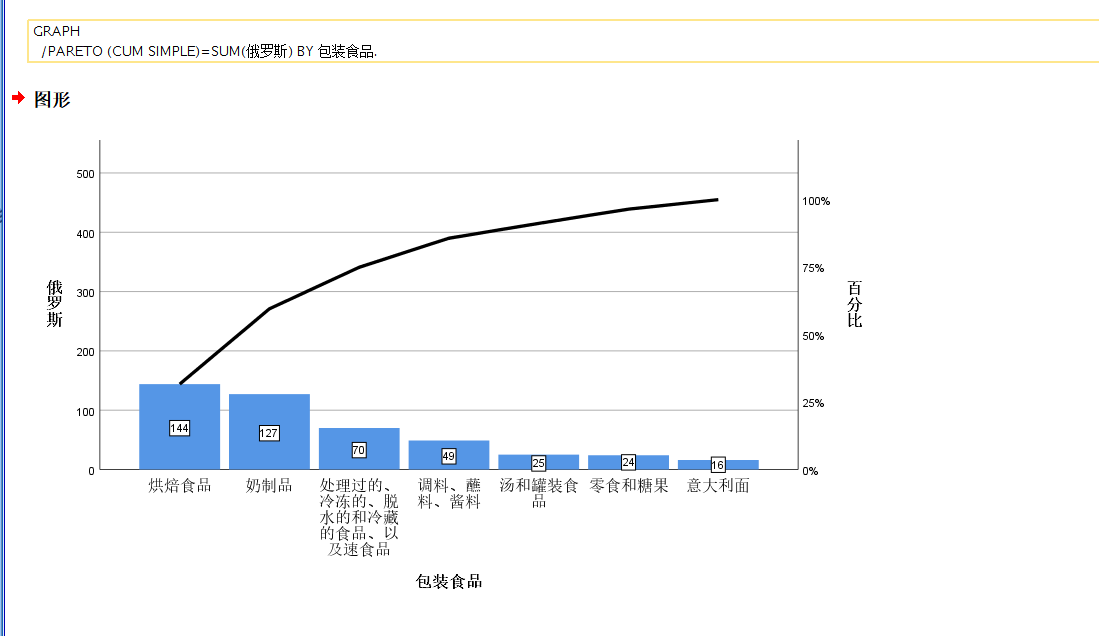 GRAPH
/PARETO (CUM SIMPLE)=SUM(俄罗斯) BY 包装食品.
图形
500
400
300
200
100
0
俄罗斯
100%
75%
50%
25%
0%
百分比
144
127
70
49
25
24
16
烘焙食品
奶制品
处理过的、
冷冻的、脱
水的和冷藏
的食品、以
及速食品
调料、蘸
料、酱料
汤和罐装食
品
零食和糖果
意大利面
包装食品